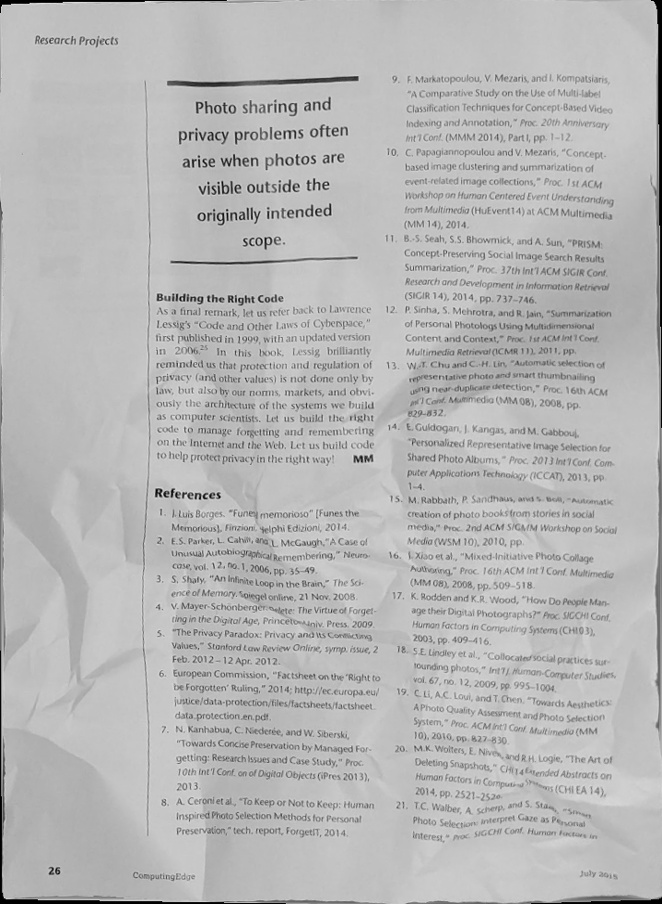 Research Projects
Photo sharing and
privacy problems often
arise when photos are
visible outside the
originally intended
scope.
Building the Right Code
As a final remark, let us refer back to Lawrence
Lessig's "Code and Other Laws of Cyberspace,"
first published in 1999, with an updated version
in 2006.25 In this book, Lessig brilliantly
reminded us that protection and regulation of
privacy (and other values) is not done only by
law, but also by our norms, markets, and obvi-
ously the architecture of the systems we build
as computer scientists. Let us build the right
code to manage forgetting and remembering
on the Internet and the Web. Let us build code
to help protect privacy in the right way! MM
References
1. J. Luis Borges. "Funes memorioso" [Funes the
Memorious], Finzioni. Adelphi Edizioni, 2014.
2. E.S. Parker, L. Cahill, and L. McGaugh, "A Case of
Unusual Autobiographical Remembering," Neuro-
case, vol. 12, no. 1, 2006, pp. 35–49.
3. S. Shafy. "An Infinite Loop in the Brain," The Sci-
ence of Memory. Spiegel online, 21 Nov. 2008.
4. V. Mayer-Schönberger. Delete: The Virtue of Forget-
ting in the Digital Age, Princeton Univ. Press. 2009.
5. "The Privacy Paradox: Privacy and Its Conflicting
Values," Stanford Law Review Online, symp. issue, 2
Feb. 2012 – 12 Apr. 2012.
6. European Commission, "Factsheet on the 'Right to
be Forgotten' Ruling," 2014; http://ec.europa.eu/
justice/data-protection/files/factsheets/factsheet_
data_protection_en.pdf.
7. N. Kanhabua, C. Niederée, and W. Siberski,
"Towards Concise Preservation by Managed For-
getting: Research Issues and Case Study," Proc.
10th Int'l Conf. on of Digital Objects (iPres 2013),
2013.
8. A. Ceroni et al., "To Keep or Not to Keep: Human
Inspired Photo Selection Methods for Personal
Preservation," tech. report, ForgetIT, 2014.
9. F. Markatopoulou, V. Mezaris, and I. Kompatsiaris,
"A Comparative Study on the Use of Multi-label
Classification Techniques for Concept-Based Video
Indexing and Annotation," Proc. 20th Anniversary
Int'l Conf. (MMM 2014), Part I, pp. 1–12.
10. C. Papagiannopoulou and V. Mezaris, "Concept-
based image clustering and summarization of
event-related image collections," Proc. 1st ACM
Workshop on Human Centered Event Understanding
from Multimedia (HuEvent14) at ACM Multimedia
(MM 14), 2014.
11. B.-S. Seah, S.S. Bhowmick, and A. Sun, "PRISM:
Concept-Preserving Social Image Search Results
Summarization," Proc. 37th Int'l ACM SIGIR Conf.
Research and Development in Information Retrieval
(SIGIR 14), 2014, pp. 737–746.
12. P. Sinha, S. Mehrotra, and R. Jain, "Summarization
of Personal Photologs Using Multidimensional
Content and Context," Proc. 1st ACM Int'l Conf.
Multimedia Retrieval (ICMR 11), 2011, pp.
13. W.-T. Chu and C.-H. Lin, "Automatic selection of
representative photo and smart thumbnailing
using near-duplicate detection," Proc. 16th ACM
Int'l Conf. Multimedia (MM 08), 2008, pp.
829–832.
14. E. Guldogan, J. Kangas, and M. Gabbouj,
"Personalized Representative Image Selection for
Shared Photo Albums," Proc. 2013 Int'l Conf. Com-
puter Applications Technology (ICCAT), 2013, pp.
1–4.
15. M. Rabbath, P. Sandhaus, and S. Boll, "Automatic
creation of photo books from stories in social
media," Proc. 2nd ACM SIGMM Workshop on Social
Media (WSM 10), 2010, pp.
16. J. Xiao et al., "Mixed-Initiative Photo Collage
Authoring," Proc. 16th ACM Int'l Conf. Multimedia
(MM 08), 2008, pp. 509–518.
17. K. Rodden and K.R. Wood, "How Do People Man-
age their Digital Photographs?" Proc. SIGCHI Conf.
Human Factors in Computing Systems (CHI 03),
2003, pp. 409–416.
18. S.E. Lindley et al., "Collocated social practices sur-
rounding photos," Int'l J. Human-Computer Studies,
vol. 67, no. 12, 2009, pp. 995–1004.
19. C. Li, A.C. Loui, and T. Chen. "Towards Aesthetics:
A Photo Quality Assessment and Photo Selection
System," Proc. ACM Int'l Conf. Multimedia (MM
10), 2010, pp. 827–830.
20. M.K. Wolters, E. Niven, and R.H. Logie, "The Art of
Deleting Snapshots," CHI 14 Extended Abstracts on
Human Factors in Computing Systems (CHI EA 14),
2014, pp. 2521–2526.
21. T.C. Walber, A. Scherp, and S. Staab, "Smart
Photo Selection: Interpret Gaze as Personal
Interest," Proc. SIGCHI Conf. Human Factors in
26
ComputingEdge
July 2015